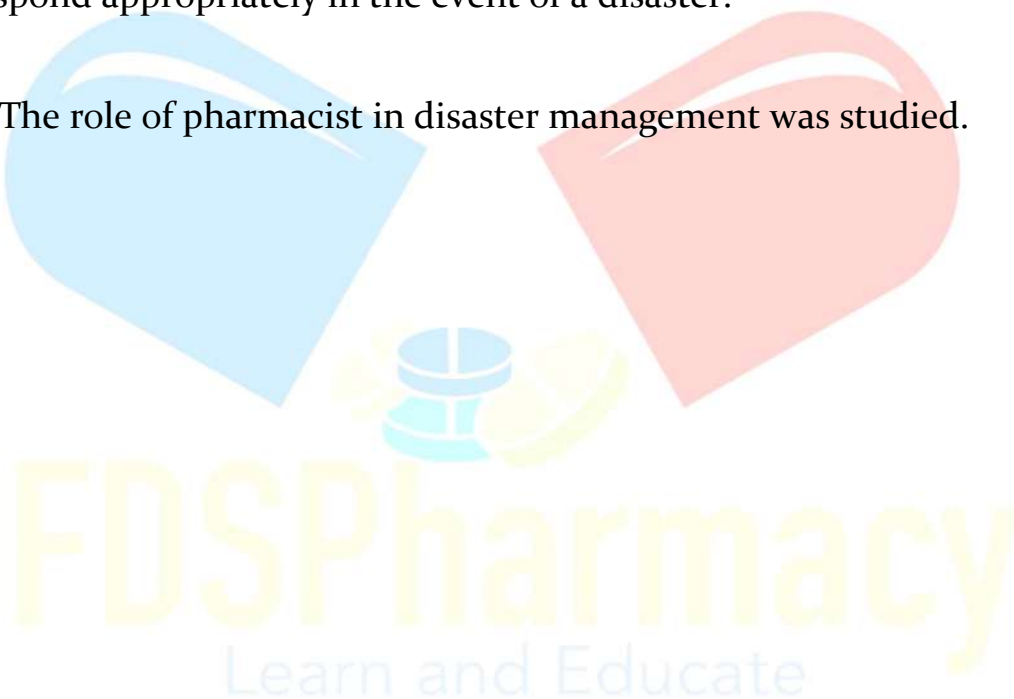 spond appropriately in the event of a disaster.
The role of pharmacist in disaster management was studied.
FDSPharmacy
Learn and Educate